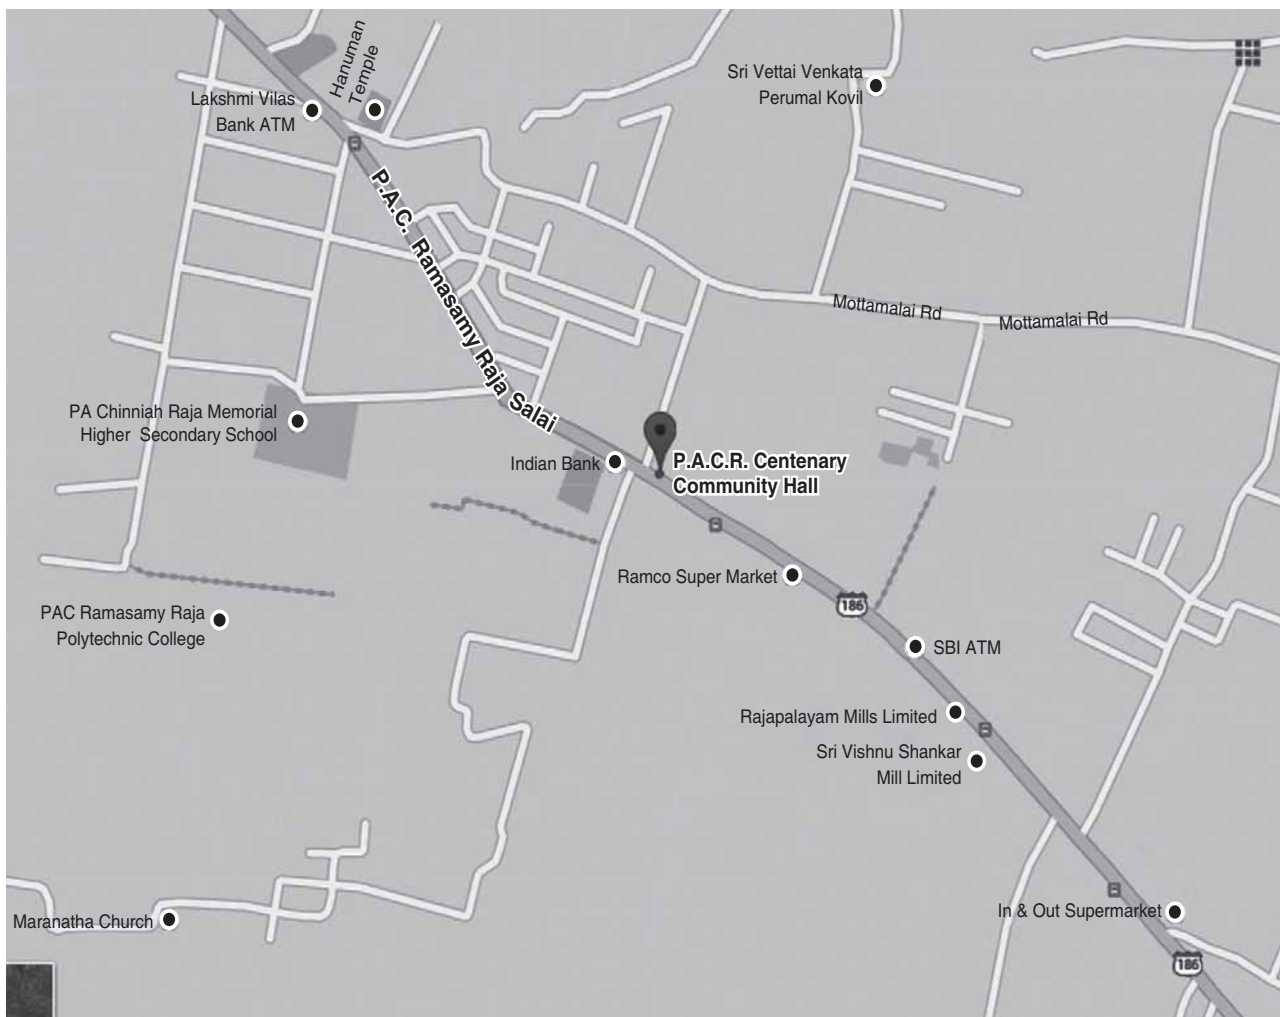 Hanuman
Temple
Lakshmi Vilas
Bank ATM
Sri Vettai Venkata
Perumal Kovil
P.A.C. Ramasamy Raja Salai
Mottamalai Rd
Mottamalai Rd
PA Chinniah Raja Memorial
Higher Secondary School
Indian Bank
P.A.C.R. Centenary
Community Hall
Ramco Super Market
186
PAC Ramasamy Raja
Polytechnic College
SBI ATM
Rajapalayam Mills Limited
Sri Vishnu Shankar
Mill Limited
In & Out Supermarket
Maranatha Church
186